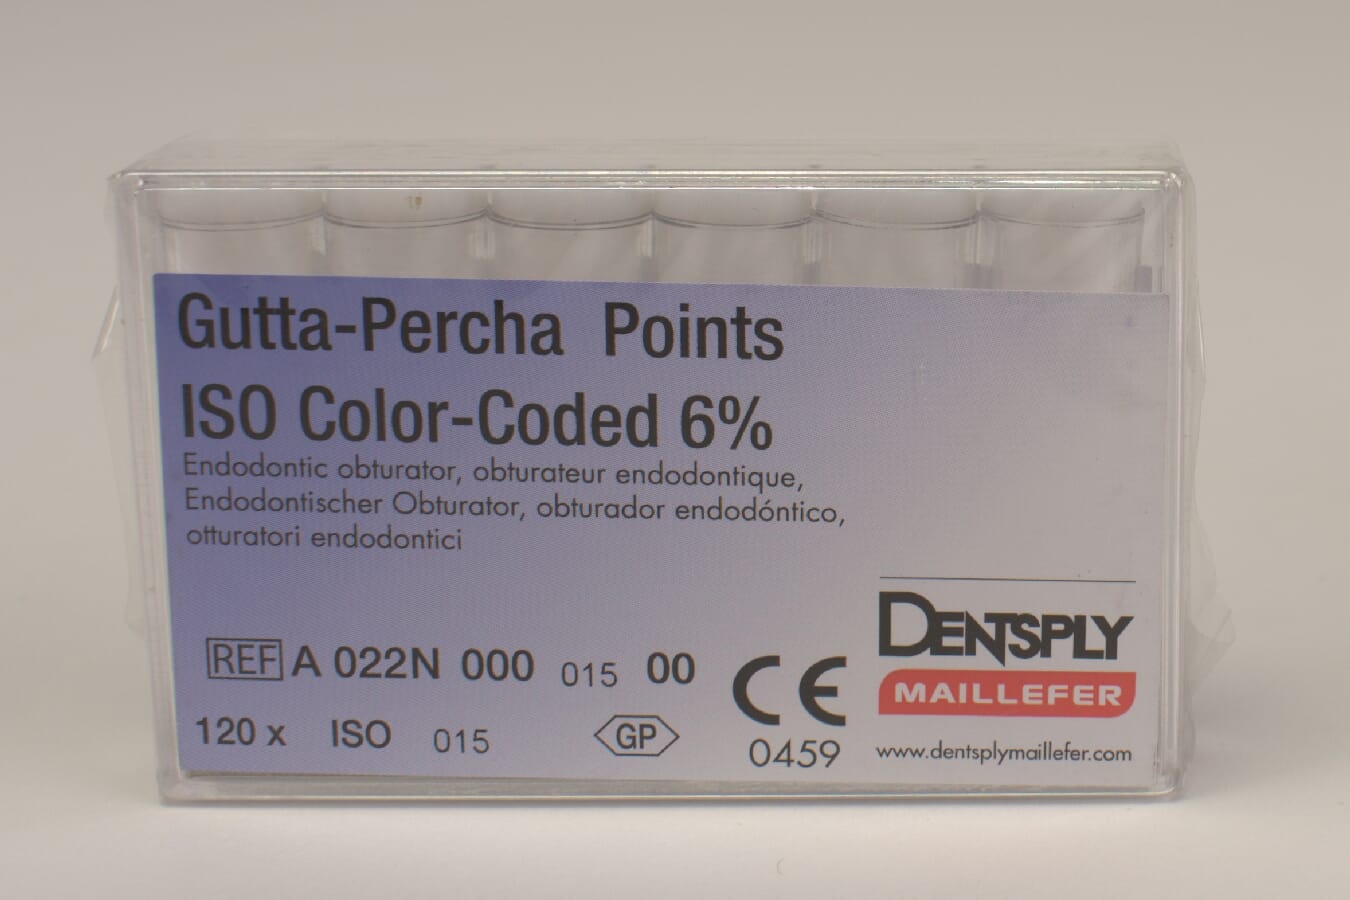 Gutta-Percha Points
ISO Color-Coded 6%
Endodontic obturator, obturateur endodontique,
Endodontischer Obturator, obturador endodóntico,
otturatori endodontici
REF A 022N 000 015 00
120 x ISO 015
GP
CE
0459
DENTSPLY
MAILLEFER
www.dentsplymaillefer.com